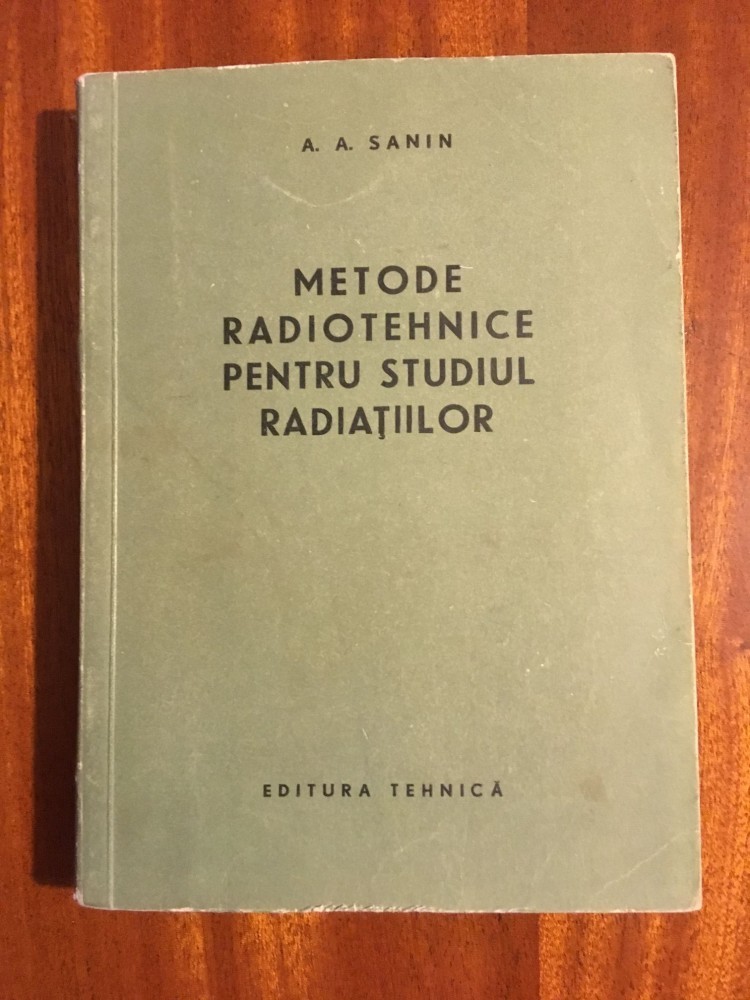 A. A. SANIN
METODE
RADIOTEHNICE
PENTRU STUDIUL
RADIAŢIILOR
EDITURA TEHNICĂ